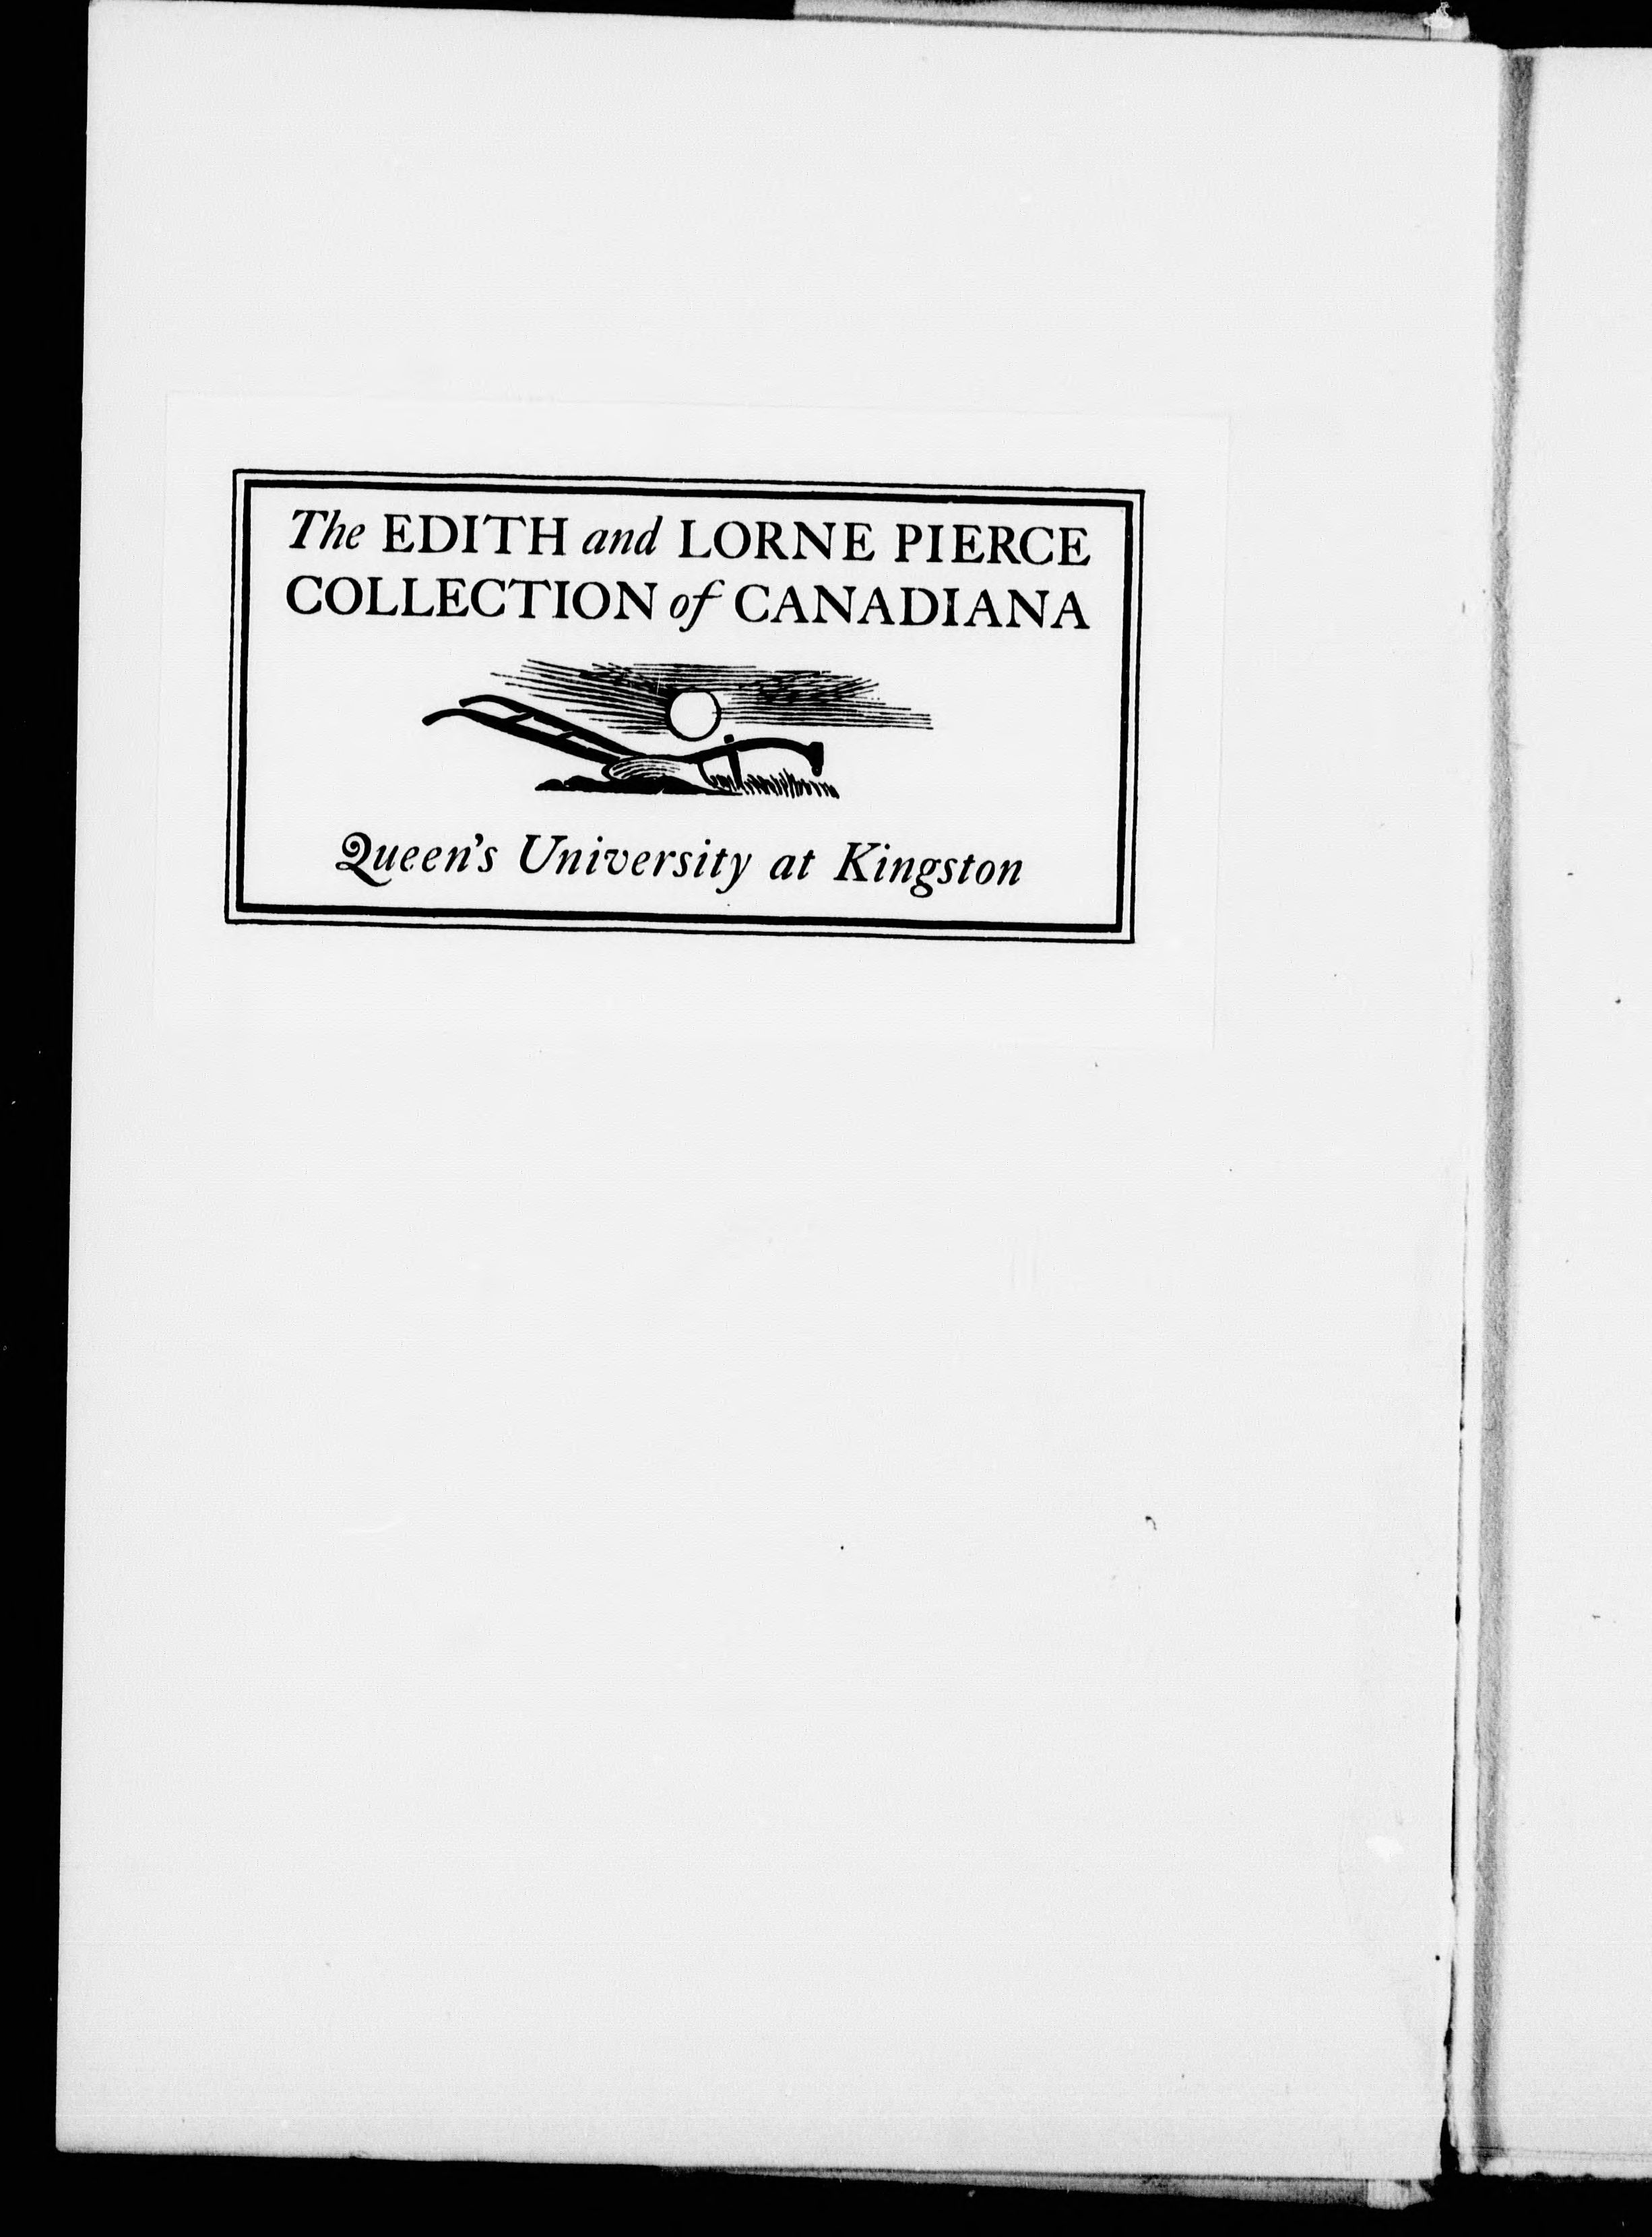 The EDITH and LORNE PIERCE
COLLECTION of CANADIANA
Queen's University at Kingston